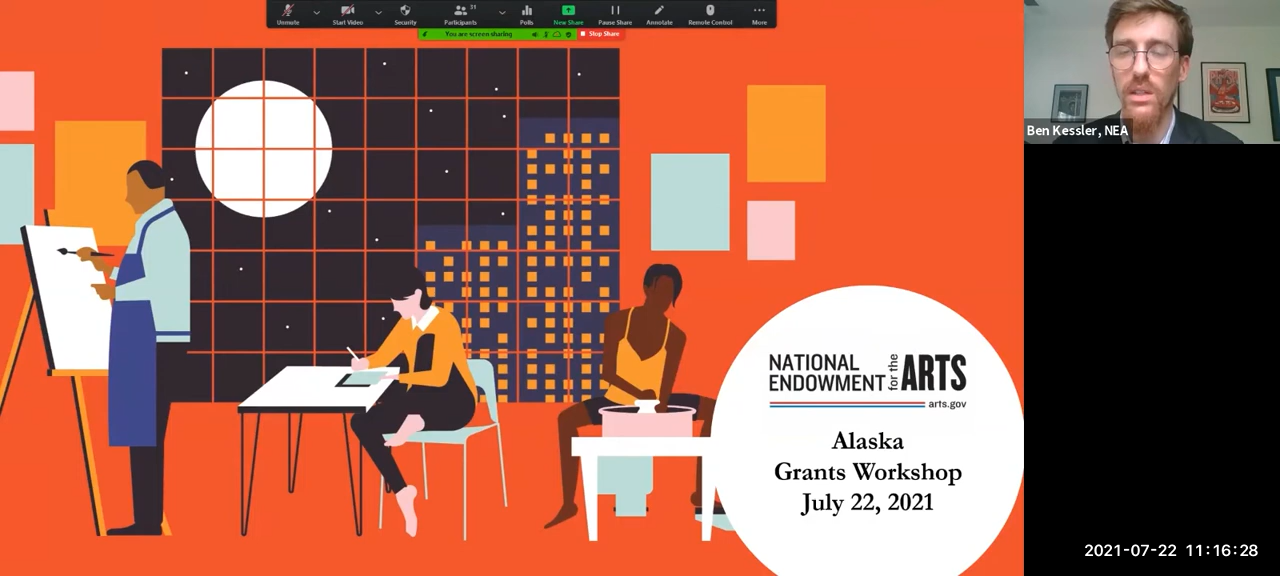 Unmute
Start Video
Security
Participants
31
Polls
New Share
Pause Share
Annotate
Remote Control
More
You are screen sharing
Stop Share
Ben Kessler, NEA
NATIONAL
ENDOWMENT for the ARTS
arts.gov
Alaska
Grants Workshop
July 22, 2021
2021-07-22 11:16:28